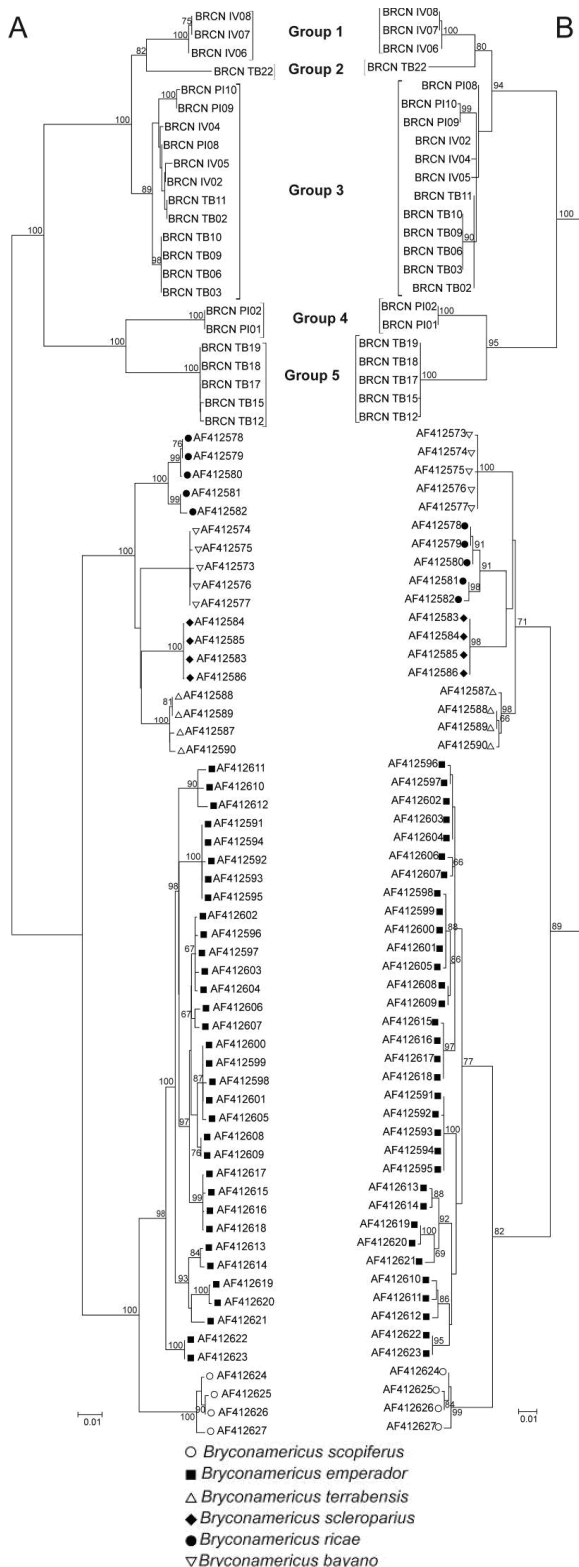 A
75
BRCN IV08
BRCN IV07
100
BRCN IV06
82
BRCN TB22
100
BRCN PI10
100
BRCN PI09
BRCN IV04
BRCN PI08
BRCN IV05
89
BRCN IV02
BRCN TB11
BRCN TB02
BRCN TB10
100
BRCN TB09
98
BRCN TB06
BRCN TB03
BRCN PI02
100
BRCN PI01
100
BRCN TB19
BRCN TB18
100
BRCN TB17
BRCN TB15
BRCN TB12
AF412578
76
AF412579
99
AF412580
AF412581
99
AF412582
AF412574
100
AF412575
AF412573
AF412576
AF412577
AF412584
AF412585
100
AF412583
AF412586
AF412588
81
AF412589
AF412587
100
AF412590
AF412611
90
AF412610
AF412612
AF412591
AF412594
100
AF412592
AF412593
AF412595
98
AF412602
AF412596
67
AF412597
AF412603
AF412604
AF412606
67
AF412607
AF412600
AF412599
87
AF412598
100
AF412601
AF412605
97
AF412608
76
AF412609
AF412617
AF412615
99
AF412616
AF412618
98
AF412613
84
AF412614
93
AF412619
100
AF412620
AF412621
AF412622
100
AF412623
100
AF412624
AF412625
90
AF412626
100
AF412627
0.01
Group 1
Group 2
Group 3
Group 4
Group 5
B
BRCN IV08
100
BRCN IV07
BRCN IV06
80
BRCN TB22
94
BRCN PI08
BRCN PI10
99
BRCN PI09
BRCN IV02
BRCN IV04
BRCN IV05
BRCN TB11
BRCN TB10
100
BRCN TB09
90
BRCN TB06
BRCN TB03
BRCN TB02
BRCN PI02
100
BRCN PI01
95
BRCN TB19
BRCN TB18
BRCN TB17
100
BRCN TB15
BRCN TB12
AF412573
AF412574
AF412575
100
AF412576
AF412577
AF412578
AF412579
91
AF412580
91
AF412581
98
AF412582
AF412583
71
AF412584
98
AF412585
AF412586
AF412587
AF412588
98
AF412589
66
AF412590
AF412596
AF412597
AF412602
AF412603
AF412604
AF412606
66
AF412607
AF412598
AF412599
AF412600
88
89
AF412601
AF412605
66
AF412608
AF412609
AF412615
AF412616
97
AF412617
77
AF412618
AF412591
AF412592
AF412593
100
AF412594
AF412595
AF412613
88
AF412614
AF412619
92
AF412620
100
82
AF412621
69
AF412610
AF412611
86
AF412612
AF412622
95
AF412623
AF412624
AF412625
AF412626
84
99
AF412627
0.01
Bryconamericus scopiferus
Bryconamericus emperador
Bryconamericus terrabensis
Bryconamericus scleroparius
Bryconamericus ricae
Bryconamericus bayano